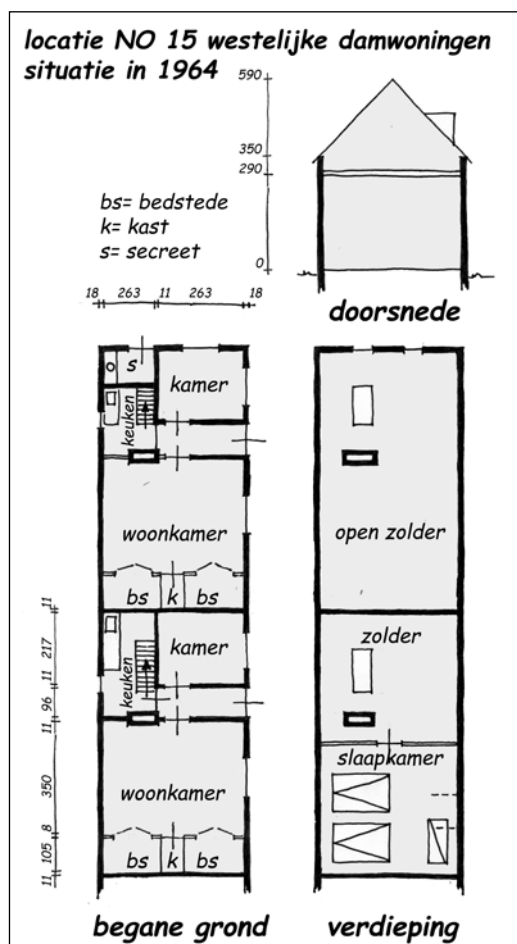 locatie NO 15 westelijke damwoningen
situatie in 1964
590
350
290
0
bs= bedstede
k= kast
s= secreet
18 263 11 263 18
doorsnede
s
kamer
keuken
woonkamer
bs k bs
kamer
keuken
woonkamer
bs k bs
11
217
11
96
11
350
8
105
11
open zolder
zolder
slaapkamer
begane grond
verdieping